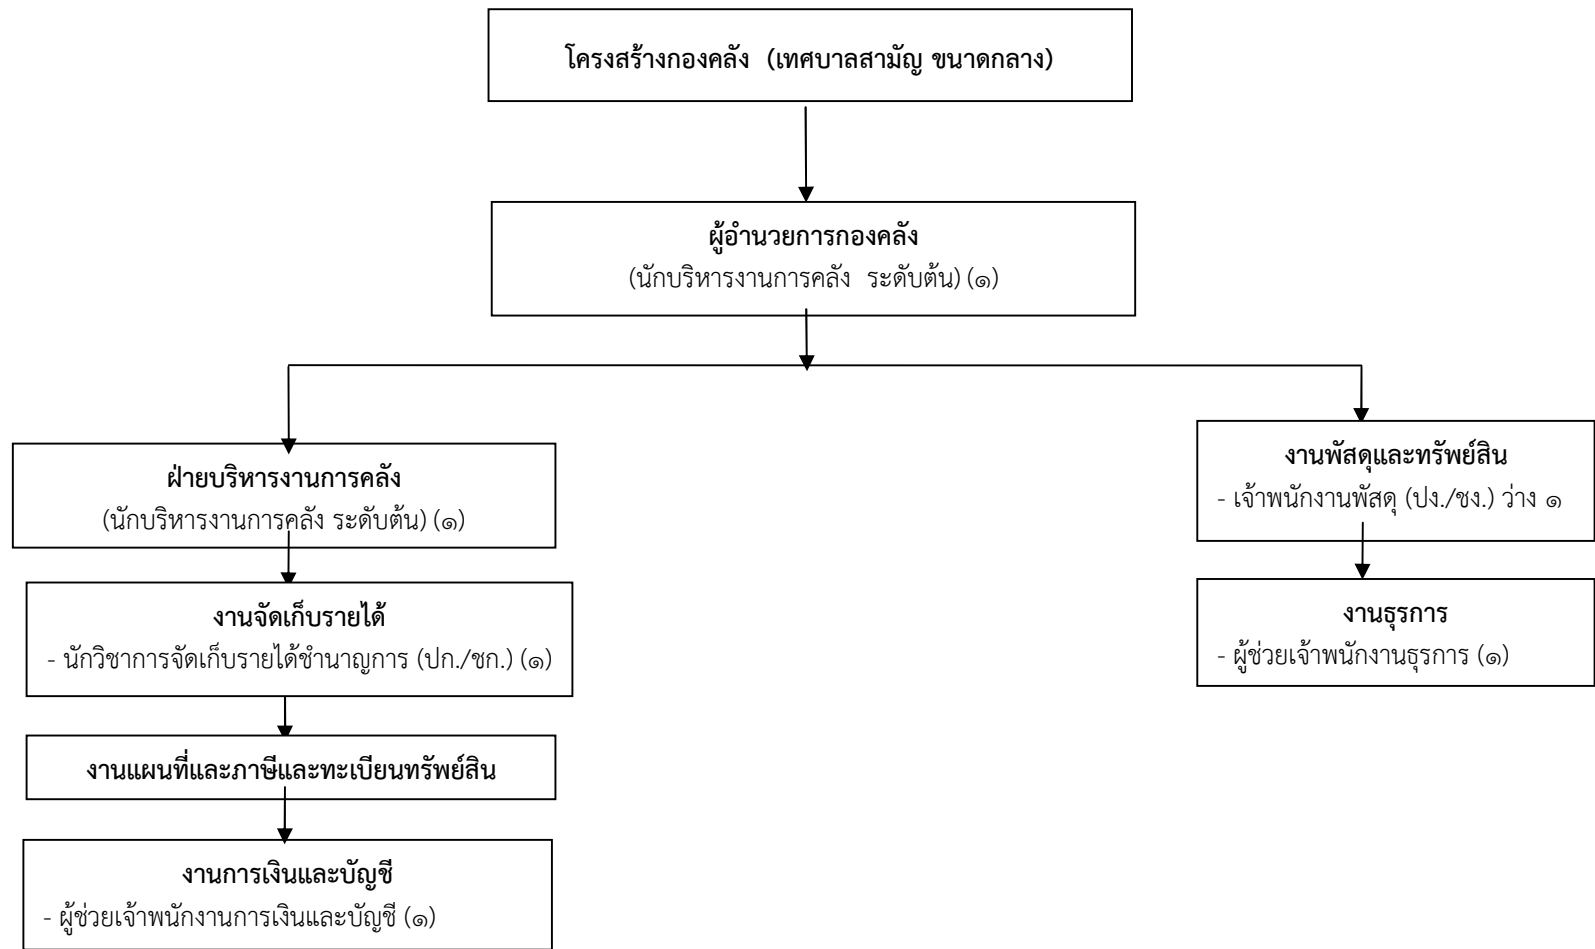 โครงสร้างกองคลัง (เทศบาลสามัญ ขนาดกลาง)
ผู้อำนวยการกองคลัง
(นักบริหารงานการคลัง ระดับต้น) (๑)
ฝ่ายบริหารงานการคลัง
(นักบริหารงานการคลัง ระดับต้น) (๑)
งานจัดเก็บรายได้
- นักวิชาการจัดเก็บรายได้ชำนาญการ (ปก./ชก.) (๑)
งานแผนที่และภาษีและทะเบียนทรัพย์สิน
งานการเงินและบัญชี
- ผู้ช่วยเจ้าพนักงานการเงินและบัญชี (๑)
งานพัสดุและทรัพย์สิน
- เจ้าพนักงานพัสดุ (ปง./ชง.) ว่าง ๑
งานธุรการ
- ผู้ช่วยเจ้าพนักงานธุรการ (๑)